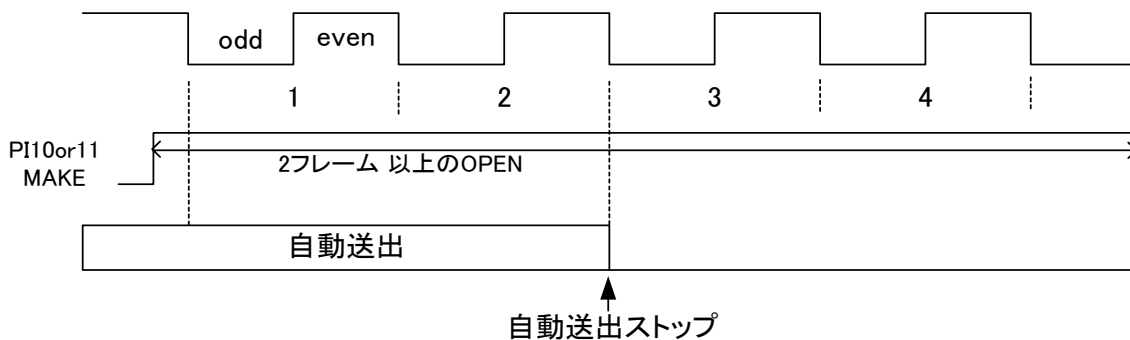 odd even
1 2 3 4
PI10or11
MAKE
2フレーム 以上のOPEN
自動送出
自動送出ストップ